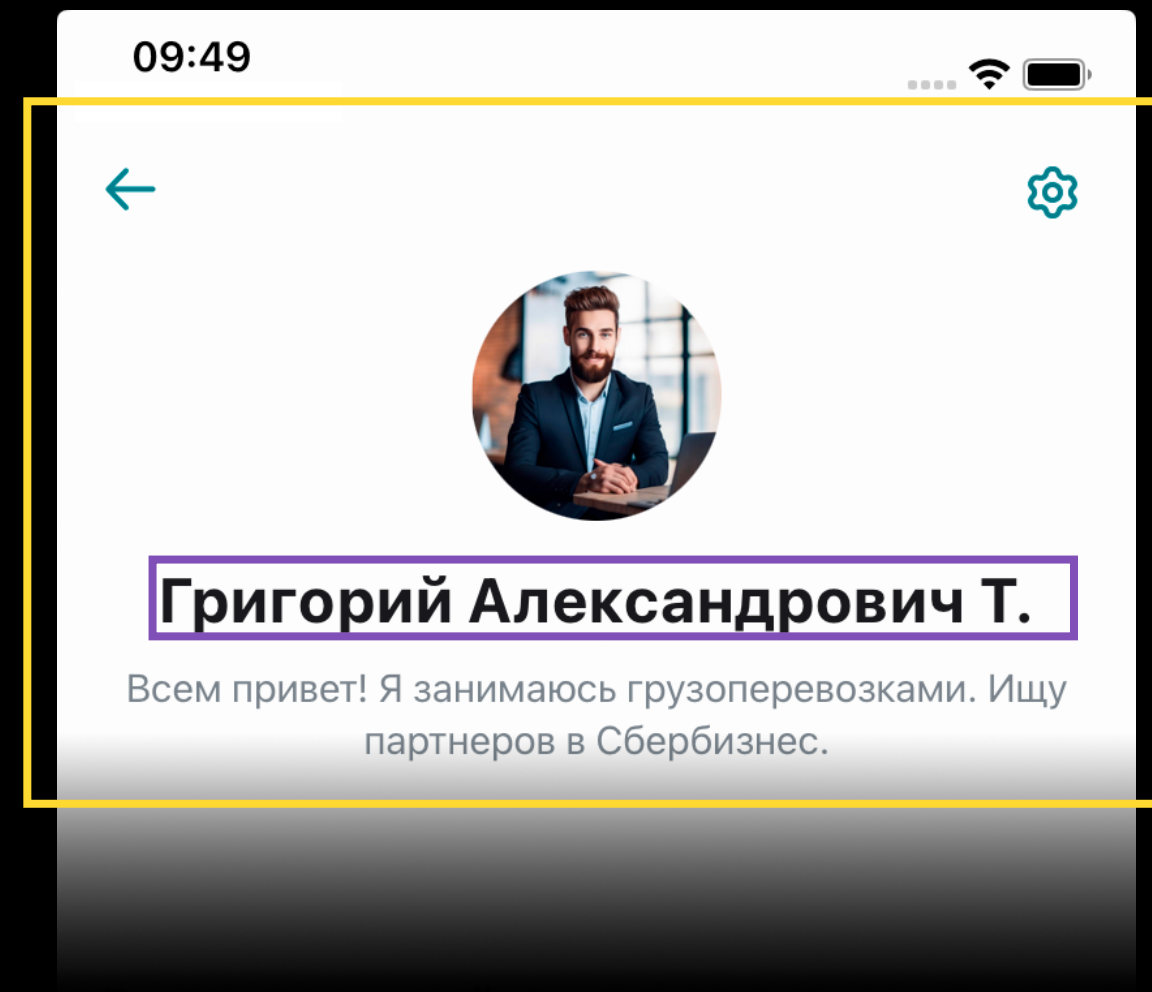 09:49
Григорий Александрович Т.
Всем привет! Я занимаюсь грузоперевозками. Ищу
партнеров в Сбербизнес.